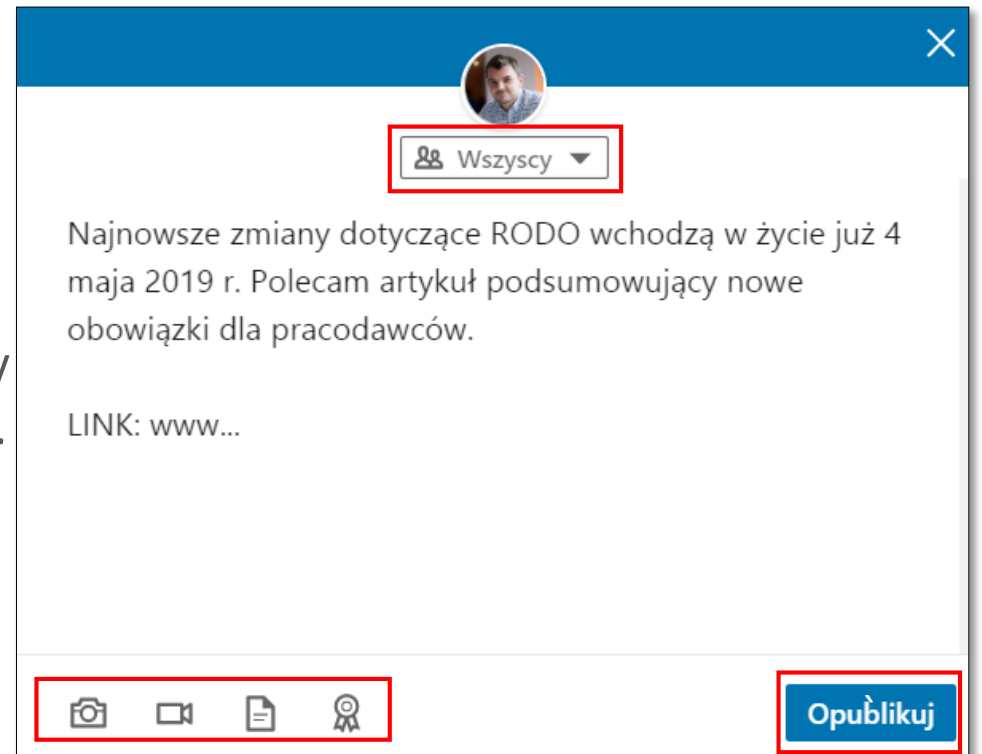 Wszyscy
Najnowsze zmiany dotyczące RODO wchodzą w życie już 4
maja 2019 r. Polecam artykuł podsumowujący nowe
obowiązki dla pracodawców.
LINK: www...
Opublikuj